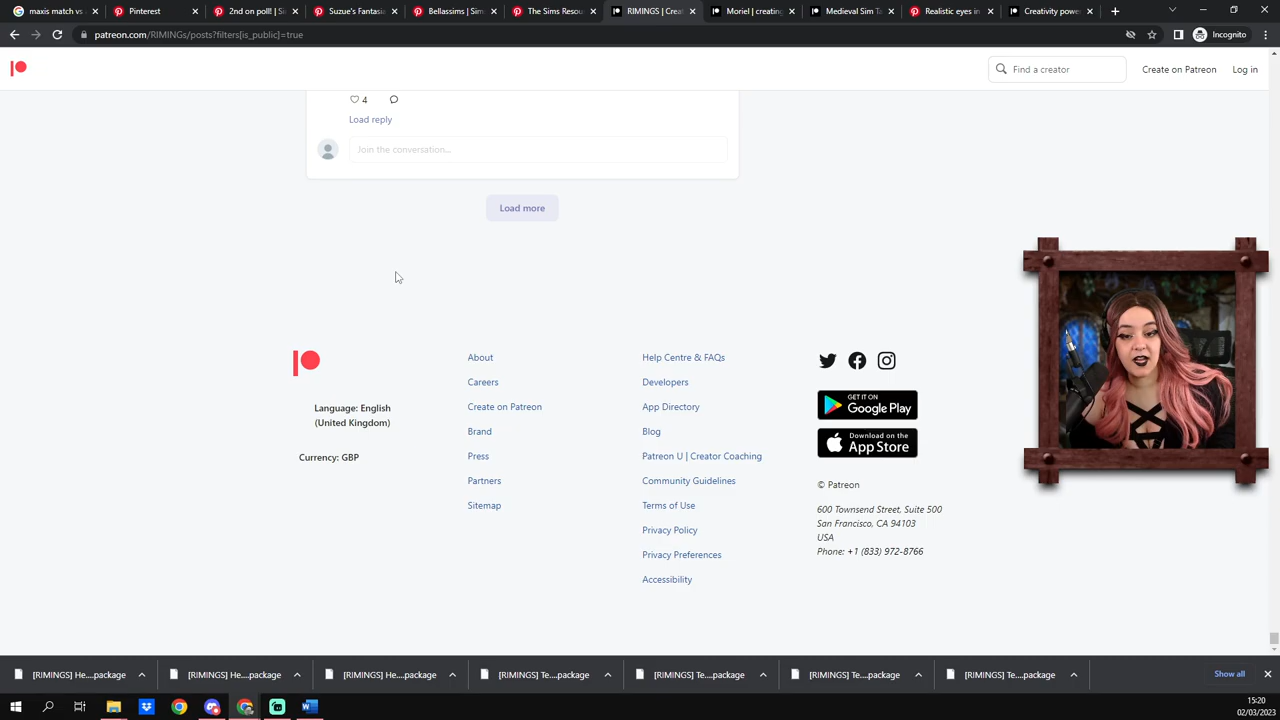 maxis match vs
Pinterest
2nd on poll! | Si
Suzue's Fantasi
Bellassims | Sim
The Sims Resou
RIMINGS | Creat
Moriel | creating
Medieval Sim Ta
Realistic eyes in
Creativity power
patreon.com/RIMINGs/posts?filters[is_public]=true
Incognito
Find a creator
Create on Patreon
Log in
4
Load reply
Join the conversation...
Load more
Language: English
(United Kingdom)
Currency: GBP
About
Careers
Create on Patreon
Brand
Press
Partners
Sitemap
Help Centre & FAQs
Developers
App Directory
Blog
Patreon U | Creator Coaching
Community Guidelines
Terms of Use
Privacy Policy
Privacy Preferences
Accessibility
GET IT ON
Google Play
Download on the
App Store
© Patreon
600 Townsend Street, Suite 500
San Francisco, CA 94103
USA
Phone: +1 (833) 972-8766
[RIMINGS] He....package
[RIMINGS] He....package
[RIMINGS] He....package
[RIMINGS] Te....package
[RIMINGS] Te....package
[RIMINGS] Te....package
[RIMINGS] Te....package
Show all
15:20
02/03/2023